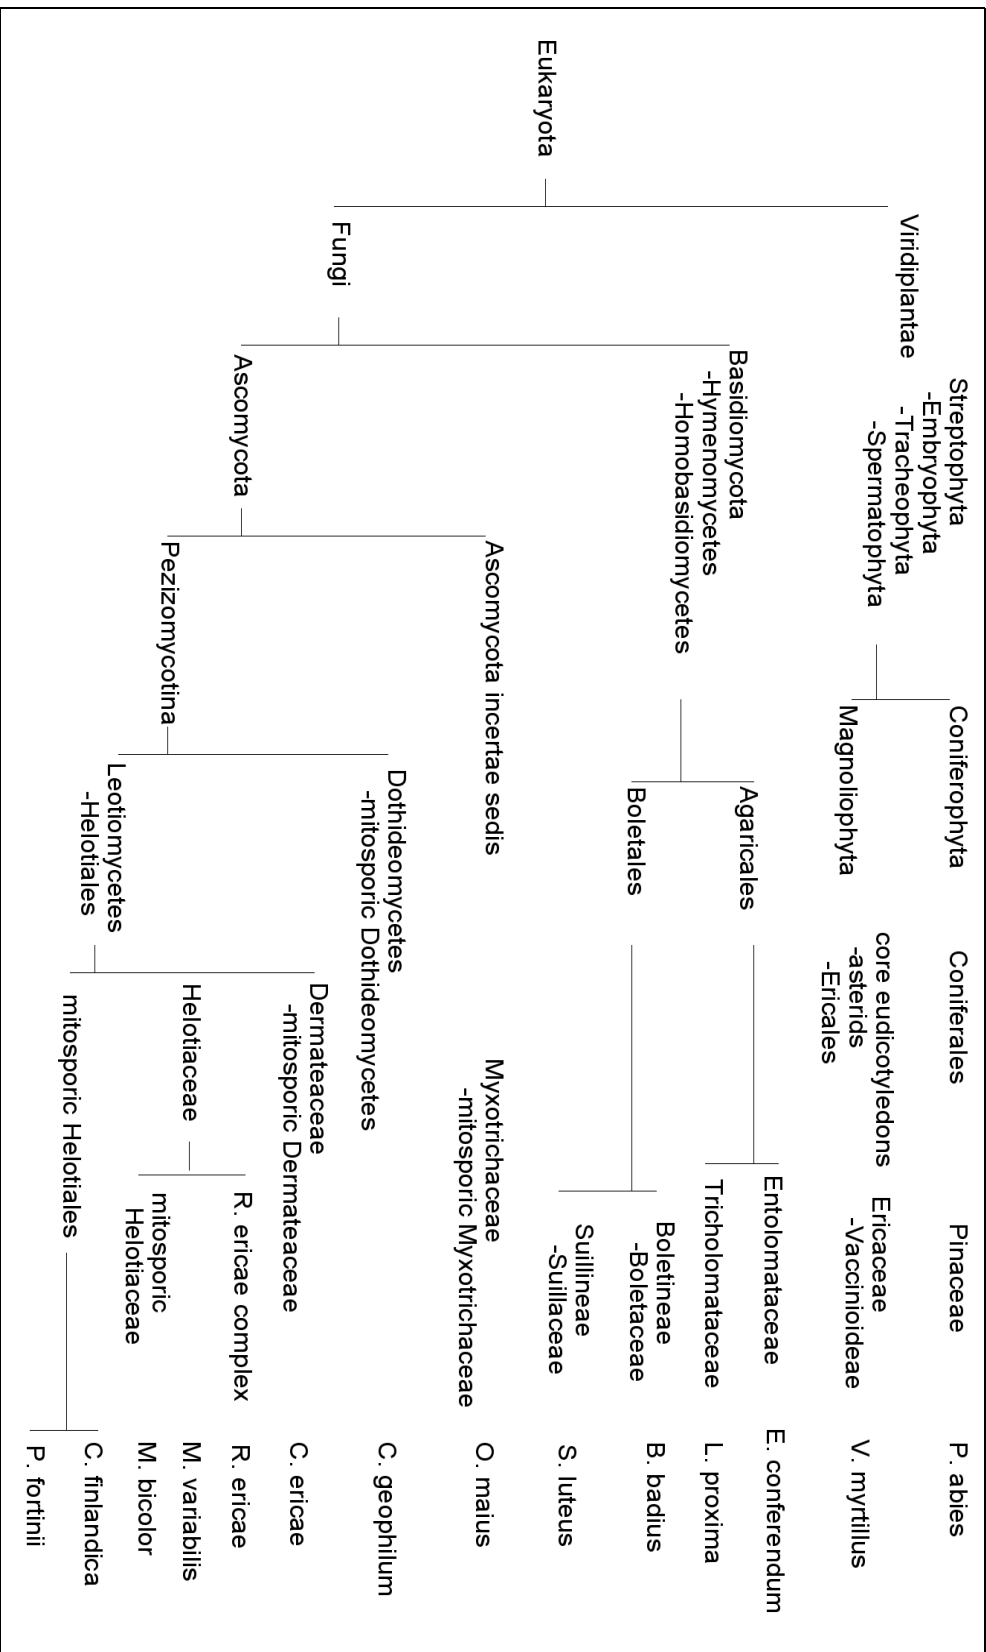 Eukaryota
Viridiplantae
Fungi
Streptophyta
-Embryophyta
-Tracheophyta
-Spermatophyta
Basidiomycota
-Hymenomycetes
-Homobasidiomycetes
Ascomycota
Coniferophyta
Magnoliophyta
Agaricales
Boletales
Ascomycota incertae sedis
Pezizomycotina
Dothideomycetes
-mitosporic Dothideomycetes
Leotiomycetes
-Helotiales
Coniferales
core eudicotyledons
-asterids
-Ericales
Myxotrichaceae
-mitosporic Myxotrichaceae
Dermateaceae
-mitosporic Dermateaceae
Helotiaceae
mitosporic Helotiales
Pinaceae
Ericaceae
-Vaccinioideae
Entolomataceae
Tricholomataceae
Boletineae
-Boletaceae
Suillineae
-Suillaceae
R. ericae complex
mitosporic
Helotiaceae
P. abies
V. myrtillus
E. conferendum
L. proxima
B. badius
S. luteus
O. maius
C. geophilum
C. ericae
R. ericae
M. variabilis
M. bicolor
C. finlandica
P. fortinii